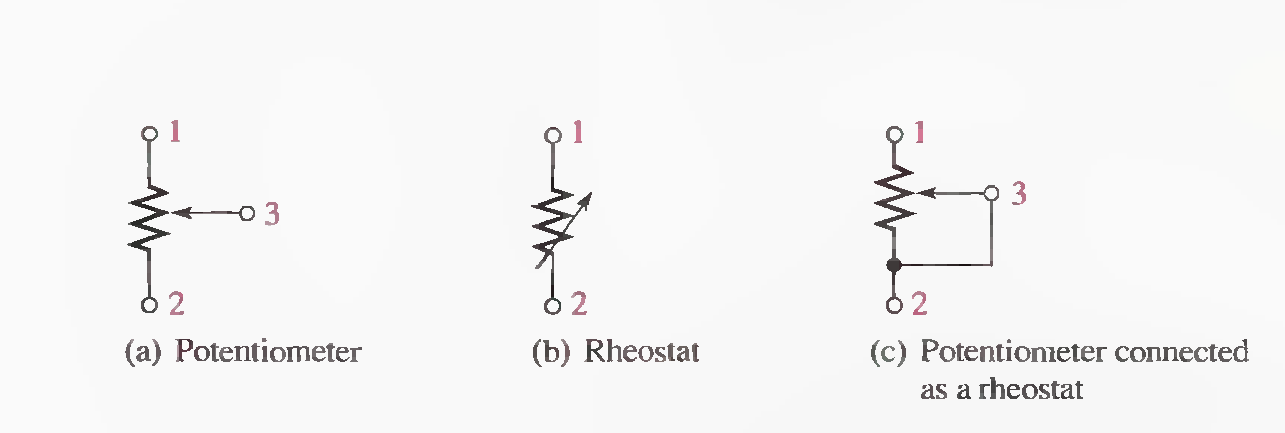 1
3
2
(a) Potentiometer
1
2
(b) Rheostat
1
3
2
(c) Potentiometer connected
as a rheostat